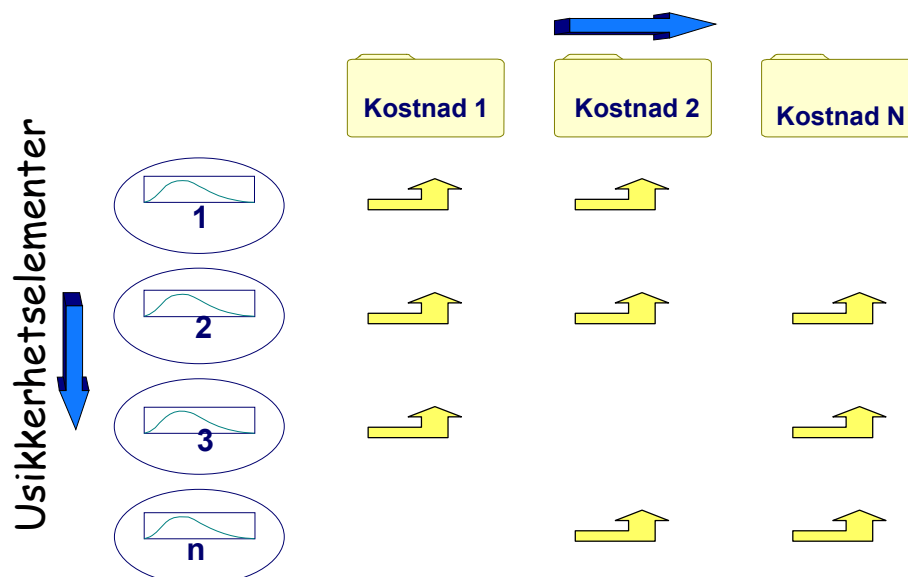 Kostnad 1
Kostnad 2
Kostnad N
Usikkerhetselementer
1
2
3
n